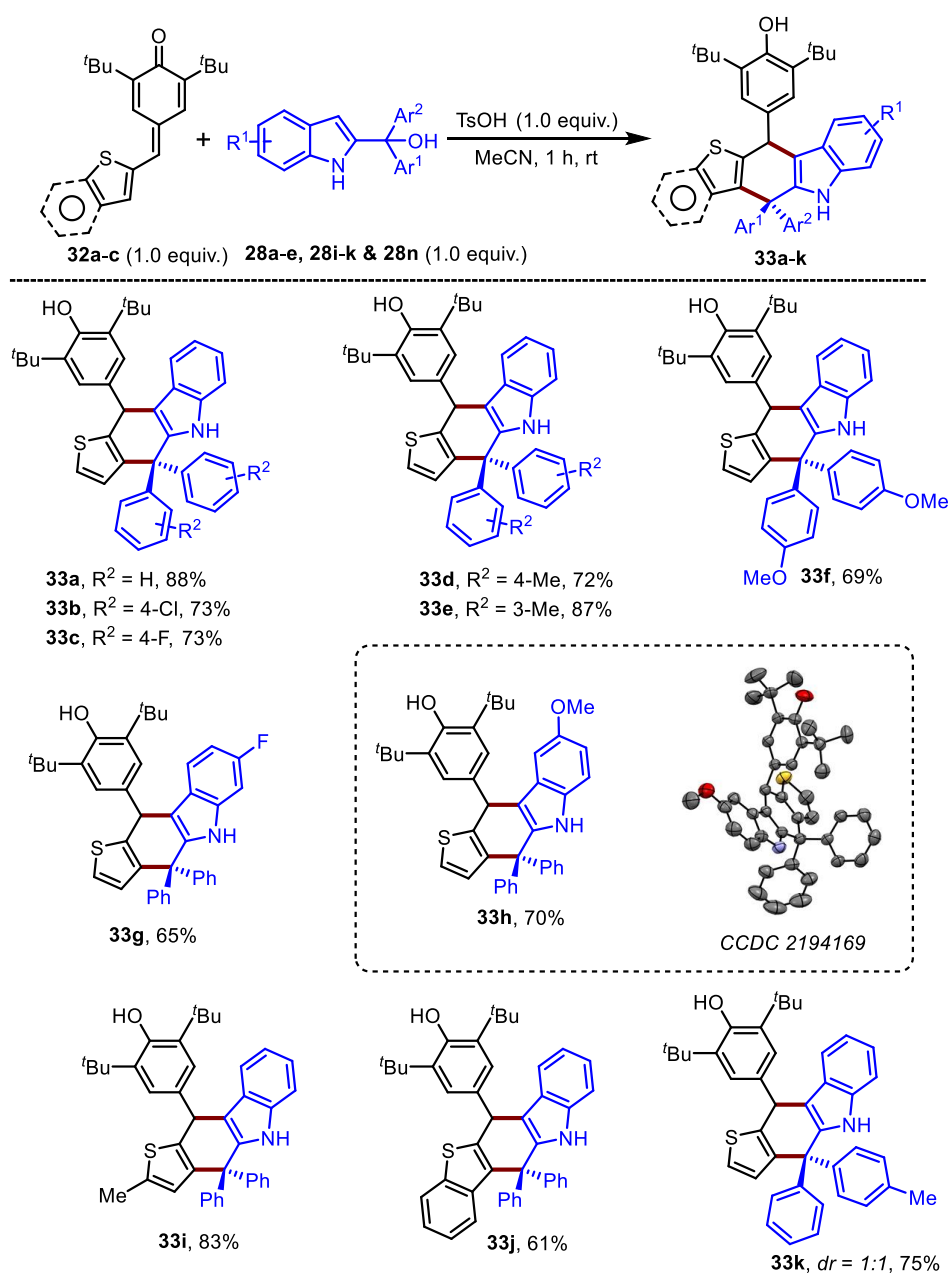 O
tBu
tBu
S
+
R1
N
H
Ar2
OH
Ar1
TsOH (1.0 equiv.)
MeCN, 1 h, rt
OH
tBu
tBu
R1
S
N
H
Ar1
Ar2
32a-c (1.0 equiv.)
28a-e, 28i-k & 28n (1.0 equiv.)
33a-k
HO
tBu
tBu
S
NH
R2
R2
33a, R2 = H, 88%
33b, R2 = 4-Cl, 73%
33c, R2 = 4-F, 73%
HO
tBu
tBu
S
NH
R2
R2
33d, R2 = 4-Me, 72%
33e, R2 = 3-Me, 87%
HO
tBu
tBu
S
NH
OMe
MeO
33f, 69%
HO
tBu
tBu
F
S
NH
Ph
Ph
33g, 65%
HO
tBu
tBu
OMe
S
NH
Ph
Ph
33h, 70%
CCDC 2194169
HO
tBu
tBu
S
NH
Me
Ph
Ph
33i, 83%
HO
tBu
tBu
S
NH
Ph
Ph
33j, 61%
HO
tBu
tBu
S
NH
Me
33k, dr = 1:1, 75%